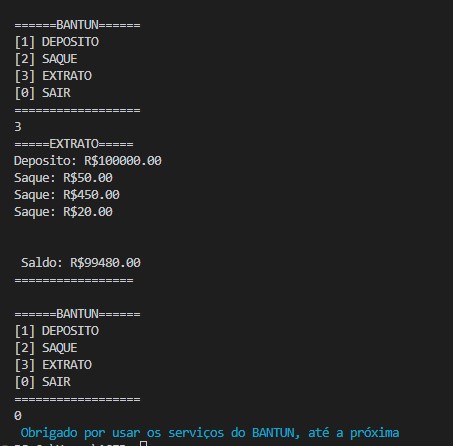 ======BANTUN======
[1] DEPOSITO
[2] SAQUE
[3] EXTRATO
[0] SAIR
==================
3
=====EXTRATO=====
Deposito: R$100000.00
Saque: R$50.00
Saque: R$450.00
Saque: R$20.00
Saldo: R$99480.00
=================
======BANTUN======
[1] DEPOSITO
[2] SAQUE
[3] EXTRATO
[0] SAIR
==================
0
Obrigado por usar os serviços do BANTUN, até a próxima